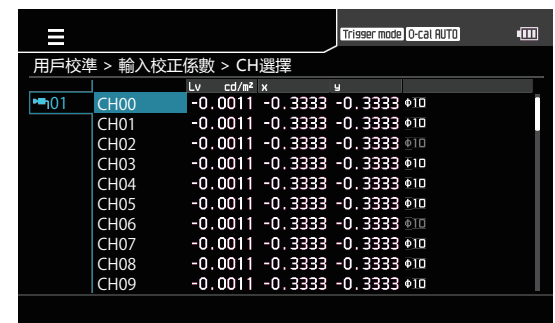 Trigger mode 0-cal AUTO
用戶校準 > 輸入校正係數 > CH選擇
Lv cd/m² x y
01 CH00 -0.0011 -0.3333 -0.3333 Φ10
CH01 -0.0011 -0.3333 -0.3333 Φ10
CH02 -0.0011 -0.3333 -0.3333 Φ10
CH03 -0.0011 -0.3333 -0.3333 Φ10
CH04 -0.0011 -0.3333 -0.3333 Φ10
CH05 -0.0011 -0.3333 -0.3333 Φ10
CH06 -0.0011 -0.3333 -0.3333 Φ10
CH07 -0.0011 -0.3333 -0.3333 Φ10
CH08 -0.0011 -0.3333 -0.3333 Φ10
CH09 -0.0011 -0.3333 -0.3333 Φ10